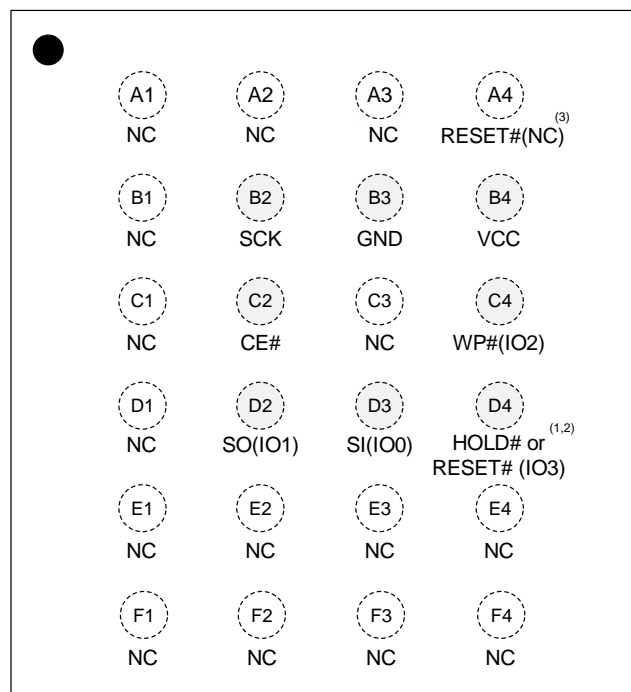 A1 A2 A3 A4
NC NC NC RESET#(NC) (3)
B1 B2 B3 B4
NC SCK GND VCC
C1 C2 C3 C4
NC CE# NC WP#(IO2)
D1 D2 D3 D4
NC SO(IO1) SI(IO0) HOLD# or (1,2)
RESET# (IO3)
E1 E2 E3 E4
NC NC NC NC
F1 F2 F3 F4
NC NC NC NC